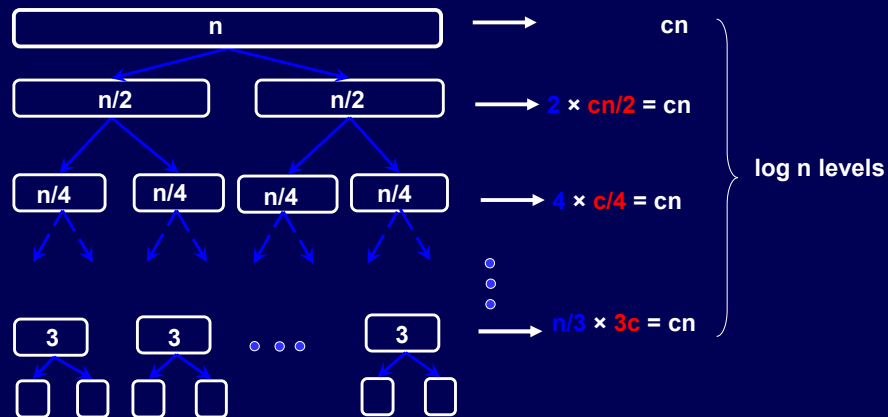 n cn
n/2 n/2 2 × cn/2 = cn
n/4 n/4 n/4 n/4 4 × c/4 = cn
log n levels
3 3 3 n/3 × 3c = cn